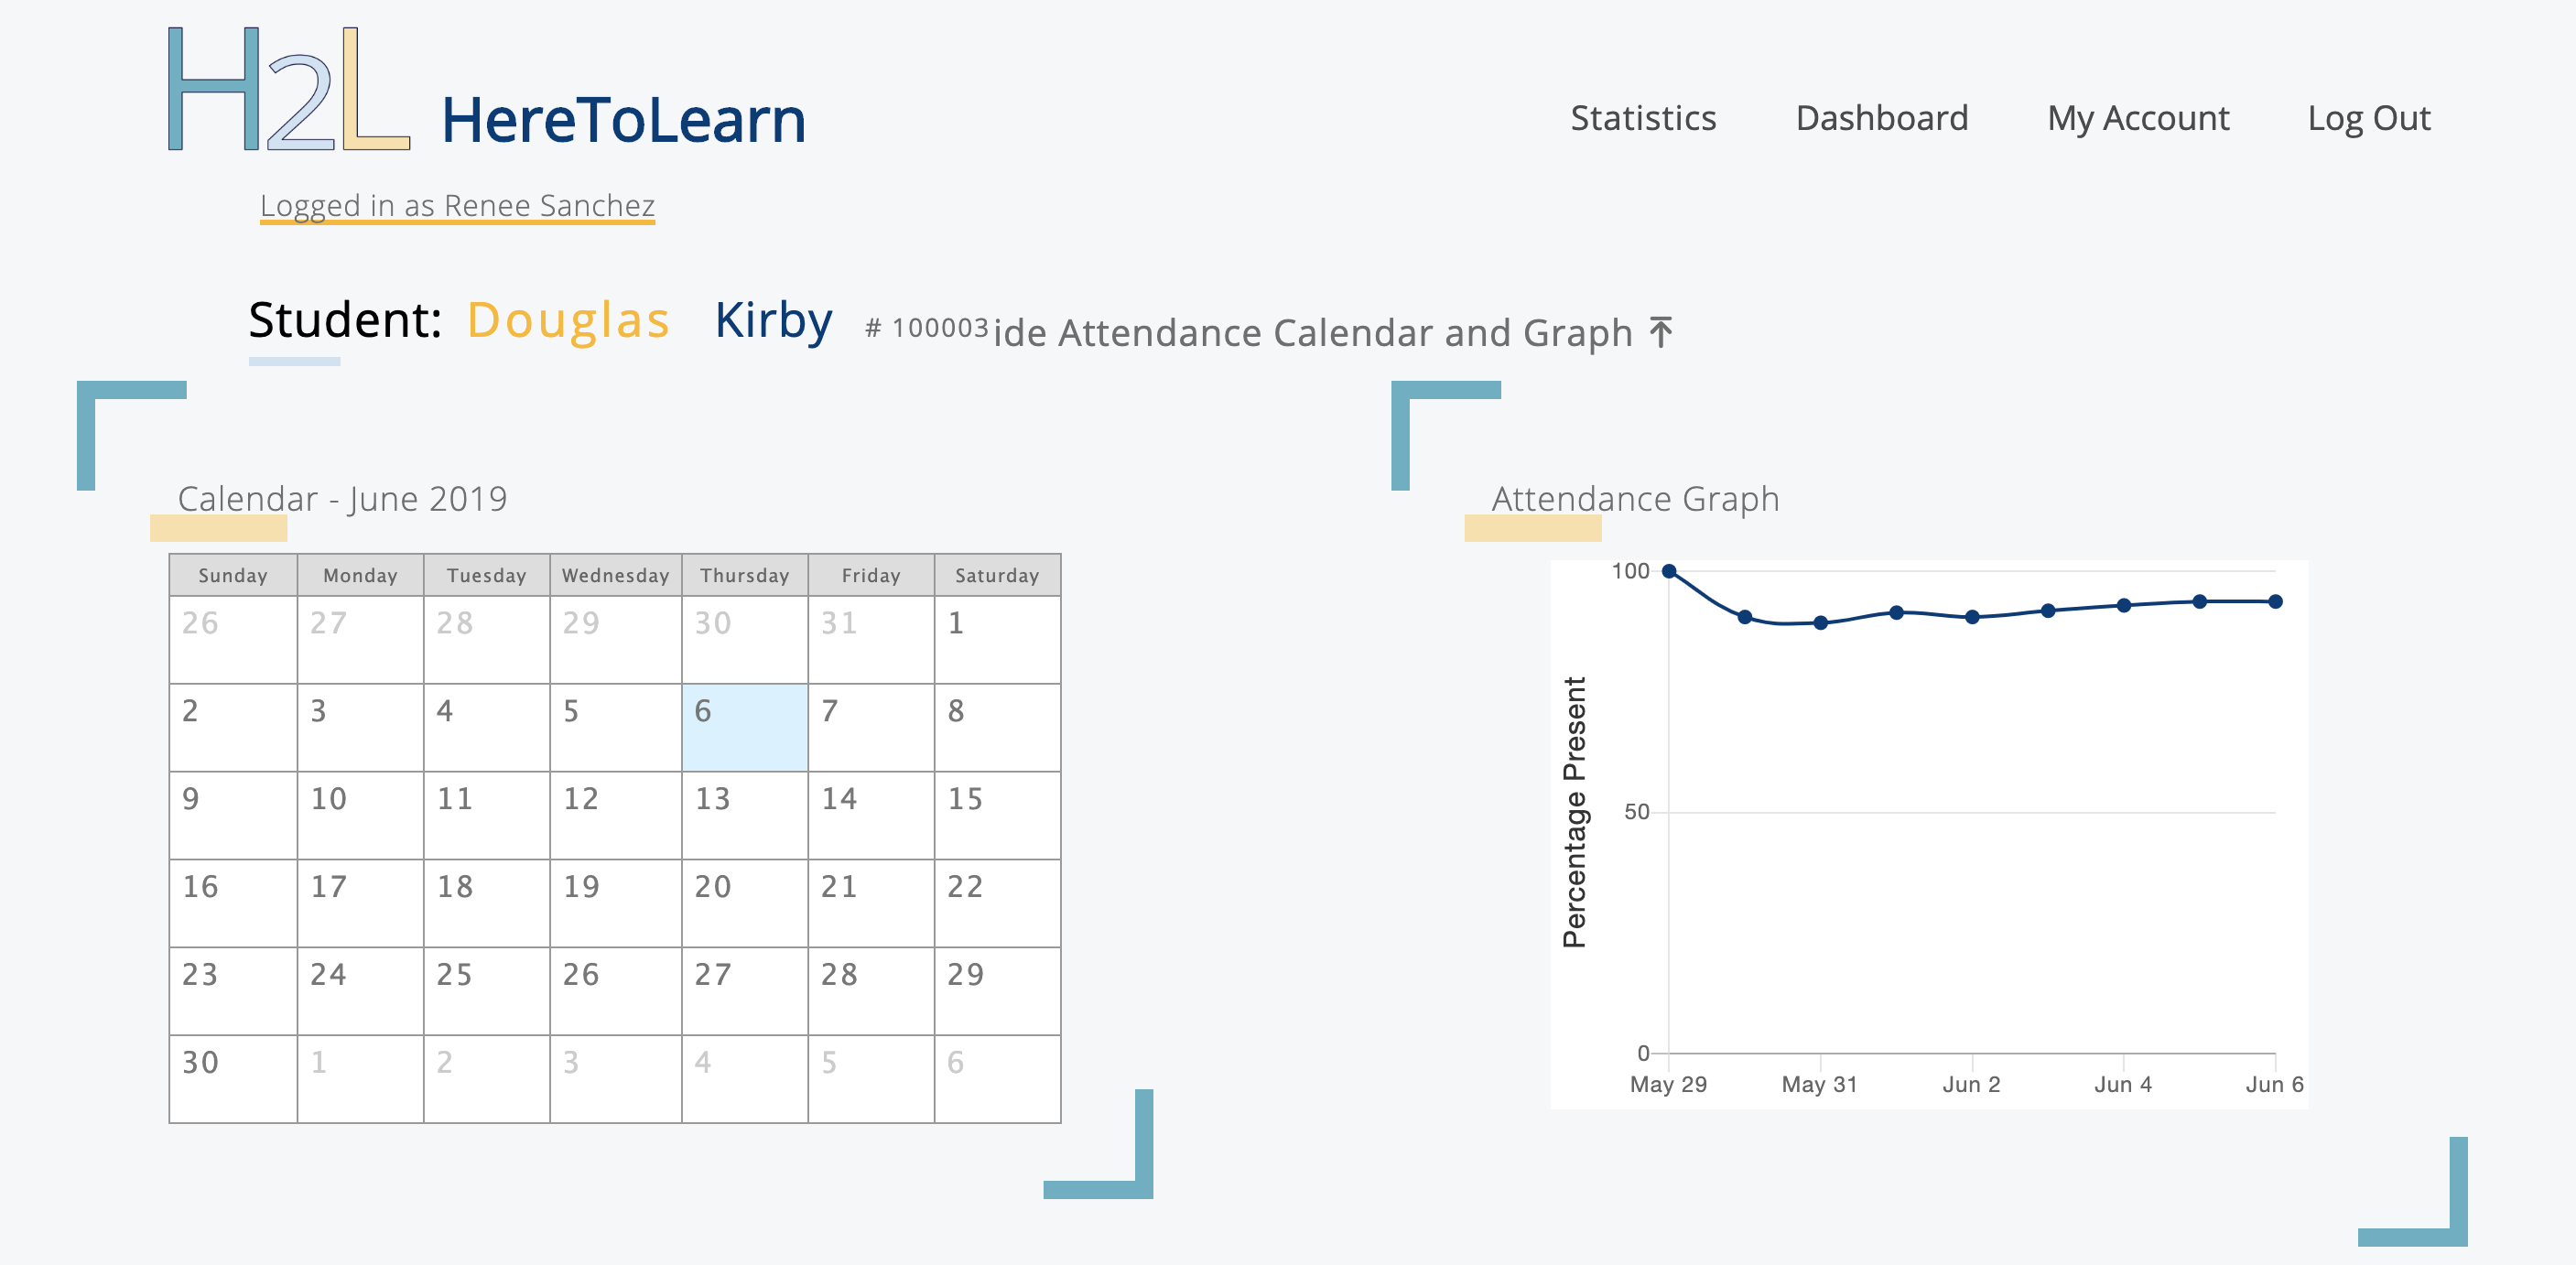 H2L HereToLearn
Statistics Dashboard My Account Log Out
Logged in as Renee Sanchez
Student: Douglas Kirby # 100003 ide Attendance Calendar and Graph
Calendar - June 2019
Sunday Monday Tuesday Wednesday Thursday Friday Saturday
26 27 28 29 30 31 1
2 3 4 5 6 7 8
9 10 11 12 13 14 15
16 17 18 19 20 21 22
23 24 25 26 27 28 29
30 1 2 3 4 5 6
Attendance Graph
Percentage Present
100
50
0
May 29 May 31 Jun 2 Jun 4 Jun 6